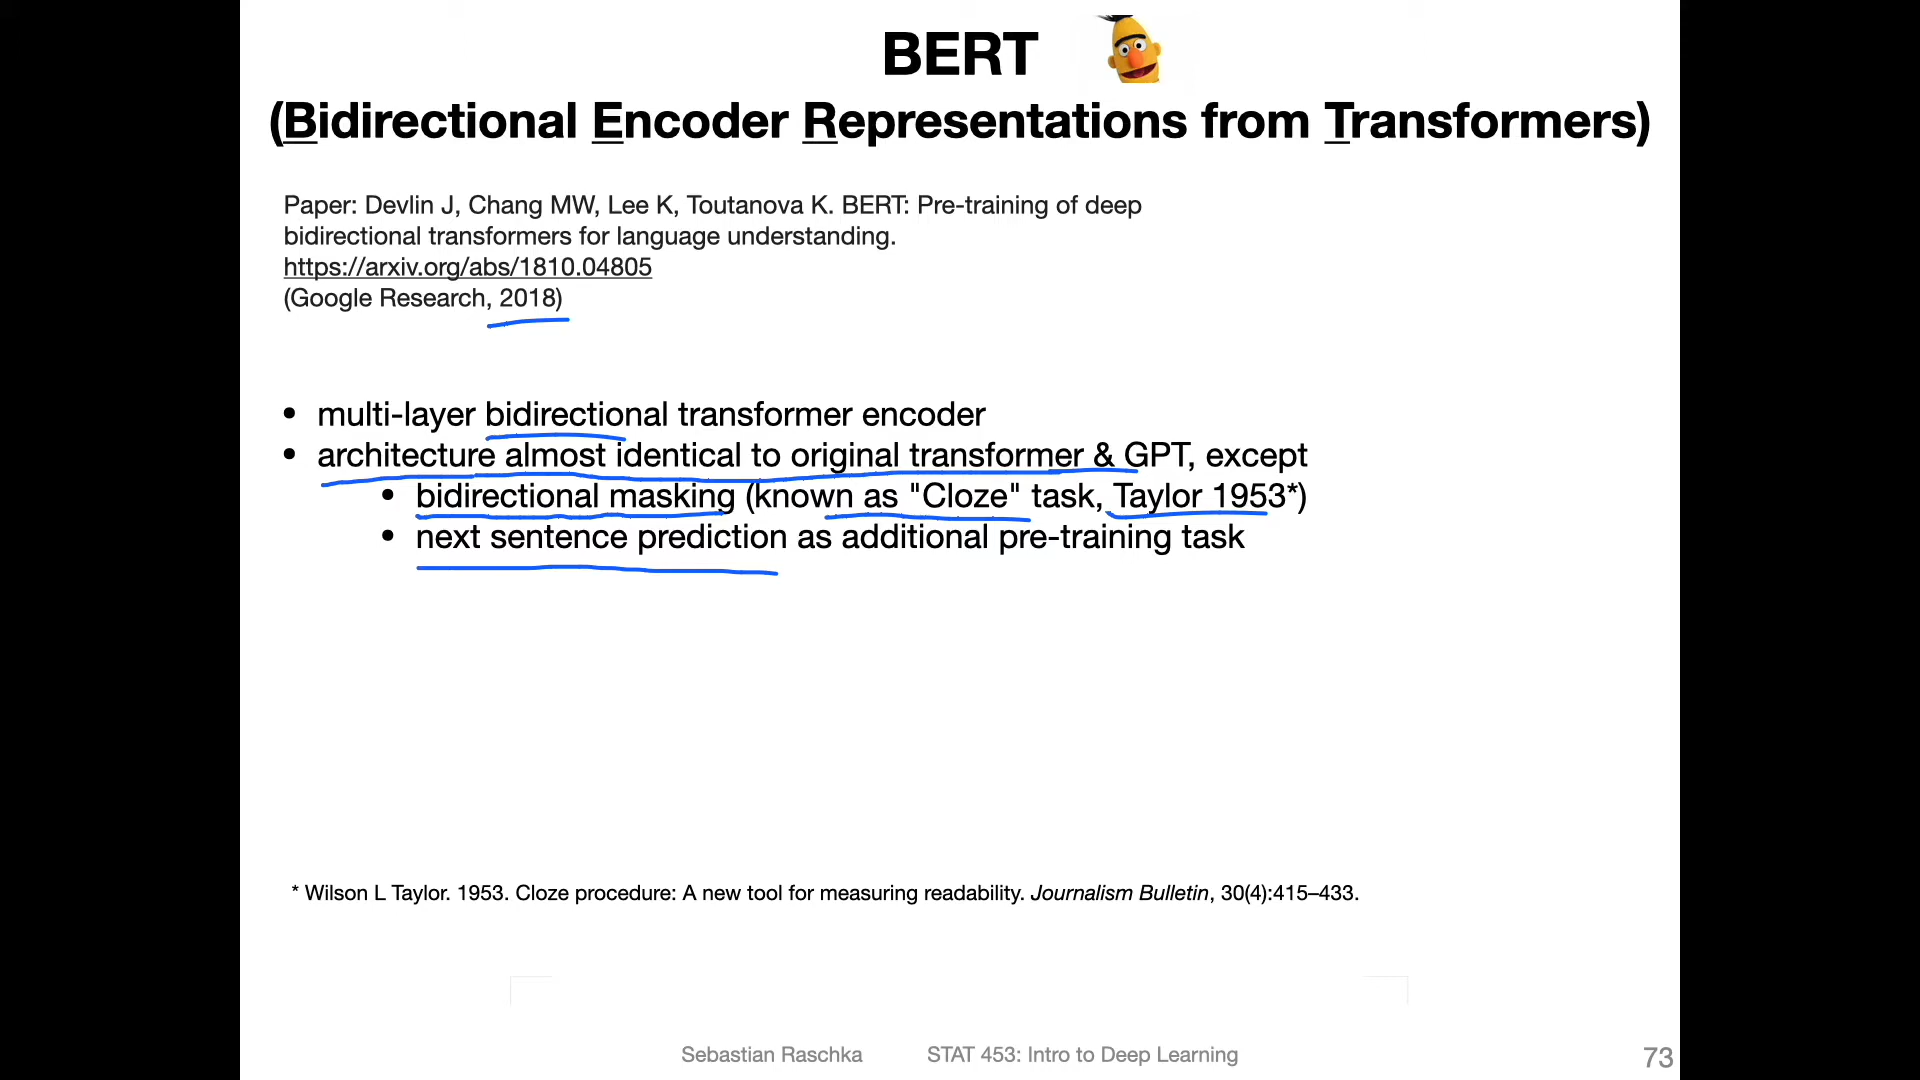 BERT
(Bidirectional Encoder Representations from Transformers)
Paper: Devlin J, Chang MW, Lee K, Toutanova K. BERT: Pre-training of deep
bidirectional transformers for language understanding.
https://arxiv.org/abs/1810.04805
(Google Research, 2018)
• multi-layer bidirectional transformer encoder
• architecture almost identical to original transformer & GPT, except
• bidirectional masking (known as "Cloze" task, Taylor 1953*)
• next sentence prediction as additional pre-training task
* Wilson L Taylor. 1953. Cloze procedure: A new tool for measuring readability. Journalism Bulletin, 30(4):415–433.
Sebastian Raschka STAT 453: Intro to Deep Learning 73